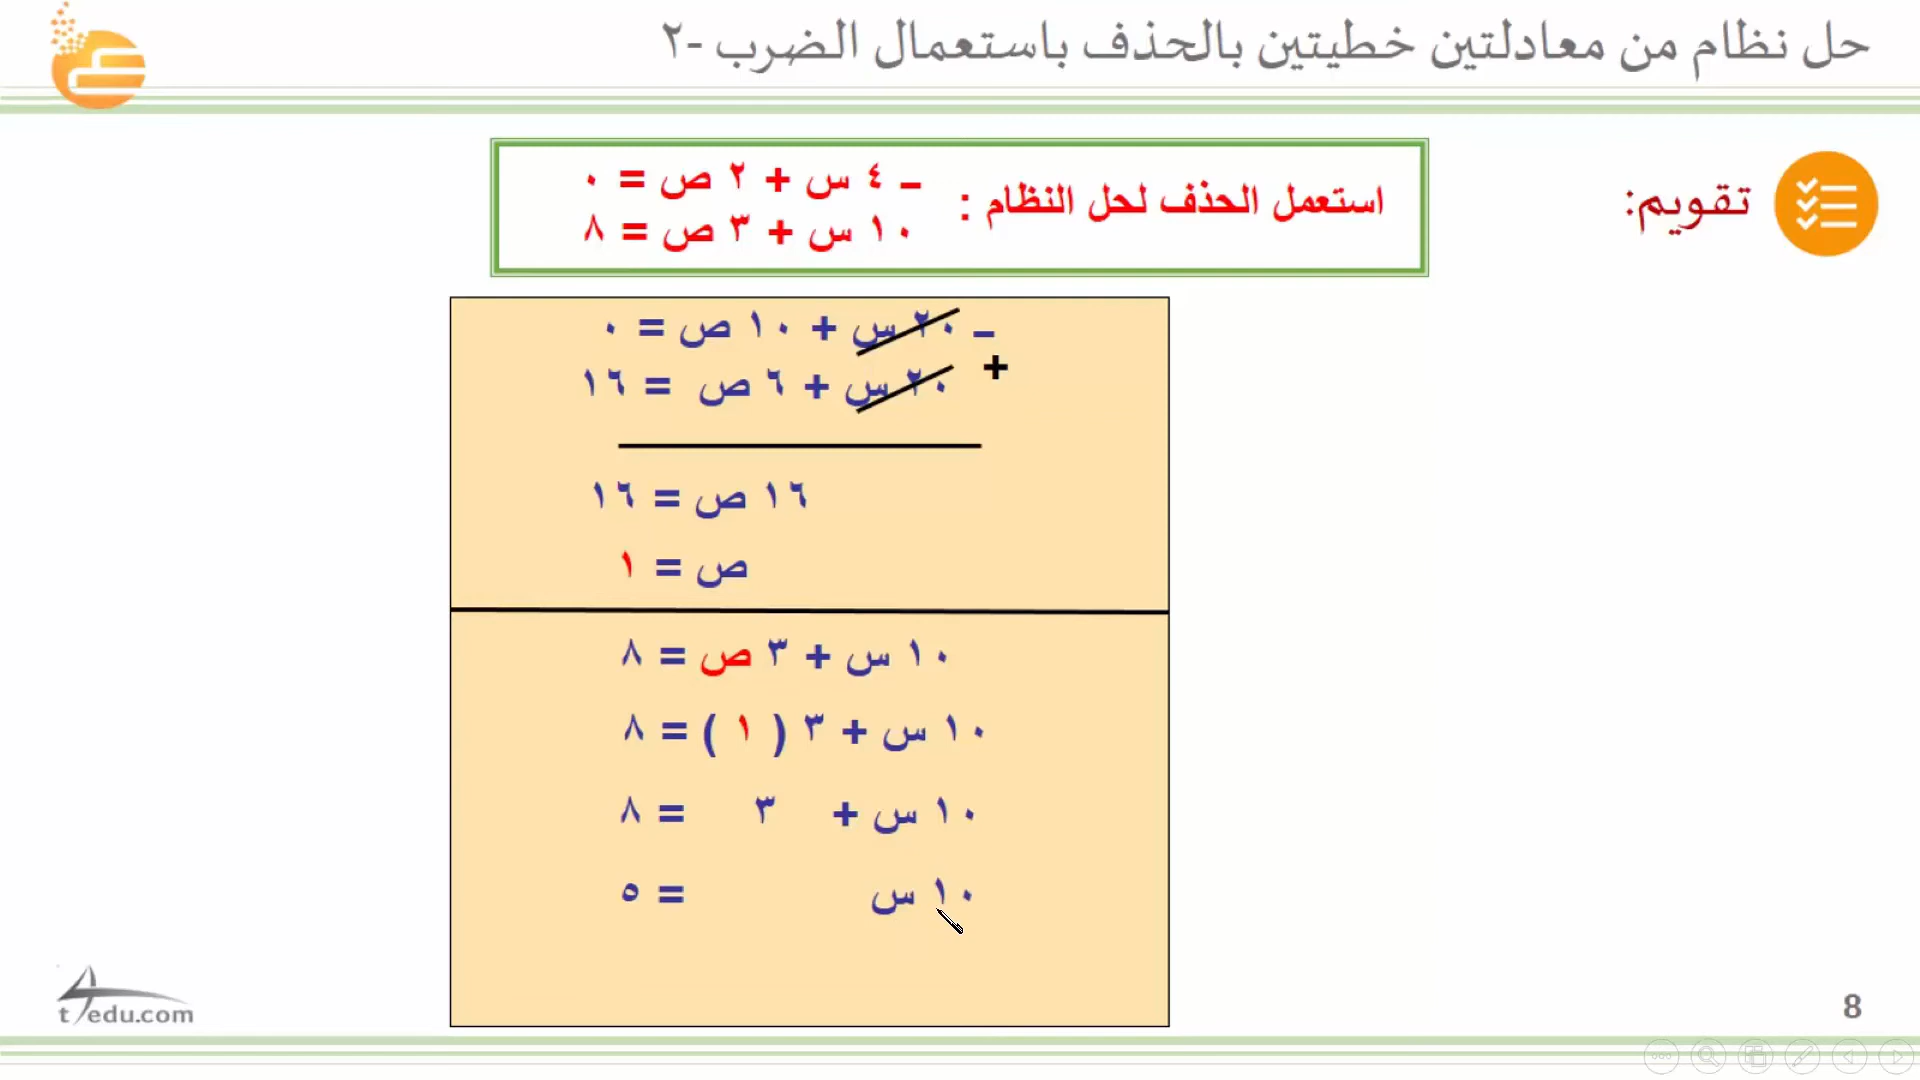 حل نظام من معادلتين خطيتين بالحذف باستعمال الضرب -٢
تقويم:
استعمل الحذف لحل النظام :
– ٤ س + ٢ ص = ٠
١٠ س + ٣ ص = ٨
– ٢٠ س + ١٠ ص = ٠
+
٢٠ س + ٦ ص = ١٦
١٦ ص = ١٦
ص = ١
١٠ س + ٣ ص = ٨
١٠ س + ٣ ( ١ ) = ٨
١٠ س + ٣ = ٨
١٠ س = ٥
t4edu.com
8